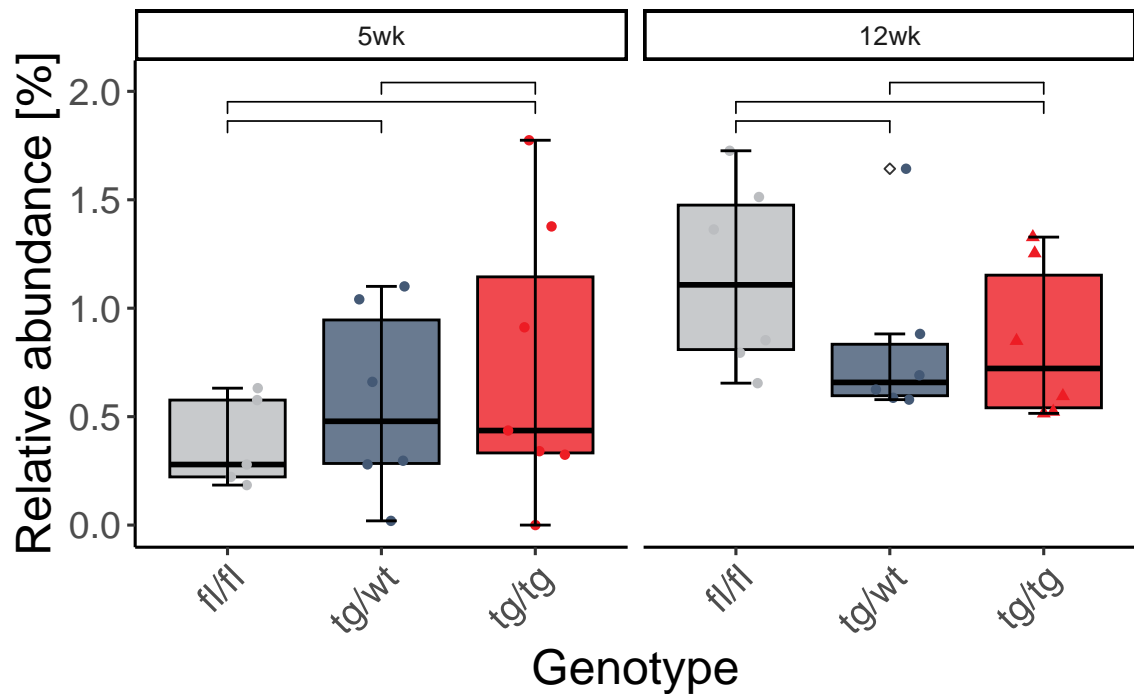 5wk
12wk
Relative abundance [%]
2.0
1.5
1.0
0.5
0.0
fl/fl
tg/wt
tg/tg
fl/fl
tg/wt
tg/tg
Genotype